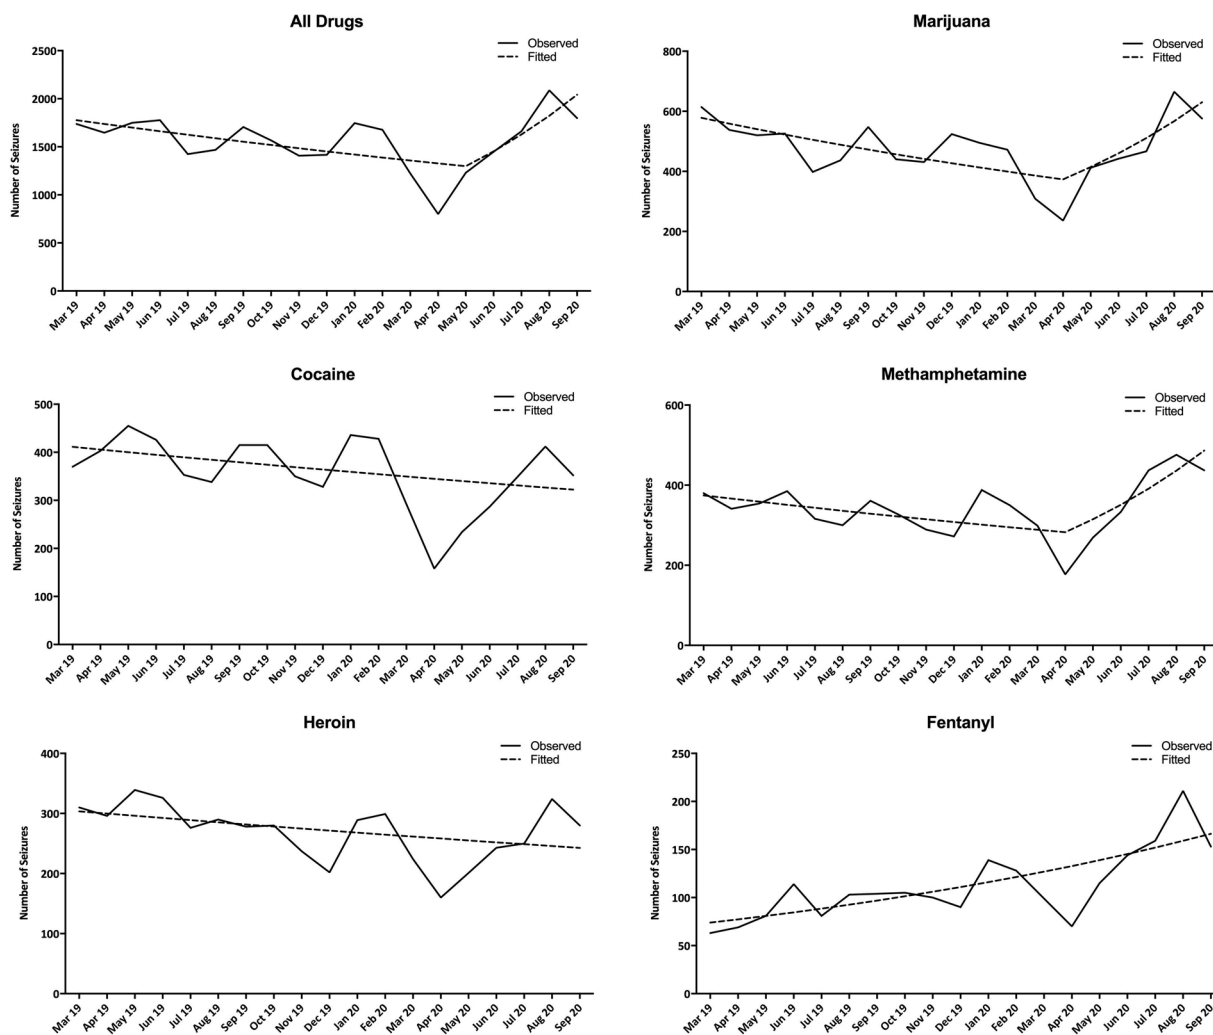 All Drugs
Observed
Fitted
Number of Seizures
2500
2000
1500
1000
500
0
Mar 19
Apr 19
May 19
Jun 19
Jul 19
Aug 19
Sep 19
Oct 19
Nov 19
Dec 19
Jan 20
Feb 20
Mar 20
Apr 20
May 20
Jun 20
Jul 20
Aug 20
Sep 20
Marijuana
Observed
Fitted
Number of Seizures
800
600
400
200
0
Mar 19
Apr 19
May 19
Jun 19
Jul 19
Aug 19
Sep 19
Oct 19
Nov 19
Dec 19
Jan 20
Feb 20
Mar 20
Apr 20
May 20
Jun 20
Jul 20
Aug 20
Sep 20
Cocaine
Observed
Fitted
Number of Seizures
500
400
300
200
100
0
Mar 19
Apr 19
May 19
Jun 19
Jul 19
Aug 19
Sep 19
Oct 19
Nov 19
Dec 19
Jan 20
Feb 20
Mar 20
Apr 20
May 20
Jun 20
Jul 20
Aug 20
Sep 20
Methamphetamine
Observed
Fitted
Number of Seizures
600
400
200
0
Mar 19
Apr 19
May 19
Jun 19
Jul 19
Aug 19
Sep 19
Oct 19
Nov 19
Dec 19
Jan 20
Feb 20
Mar 20
Apr 20
May 20
Jun 20
Jul 20
Aug 20
Sep 20
Heroin
Observed
Fitted
Number of Seizures
400
300
200
100
0
Mar 19
Apr 19
May 19
Jun 19
Jul 19
Aug 19
Sep 19
Oct 19
Nov 19
Dec 19
Jan 20
Feb 20
Mar 20
Apr 20
May 20
Jun 20
Jul 20
Aug 20
Sep 20
Fentanyl
Observed
Fitted
Number of Seizures
250
200
150
100
50
0
Mar 19
Apr 19
May 19
Jun 19
Jul 19
Aug 19
Sep 19
Oct 19
Nov 19
Dec 19
Jan 20
Feb 20
Mar 20
Apr 20
May 20
Jun 20
Jul 20
Aug 20
Sep 20